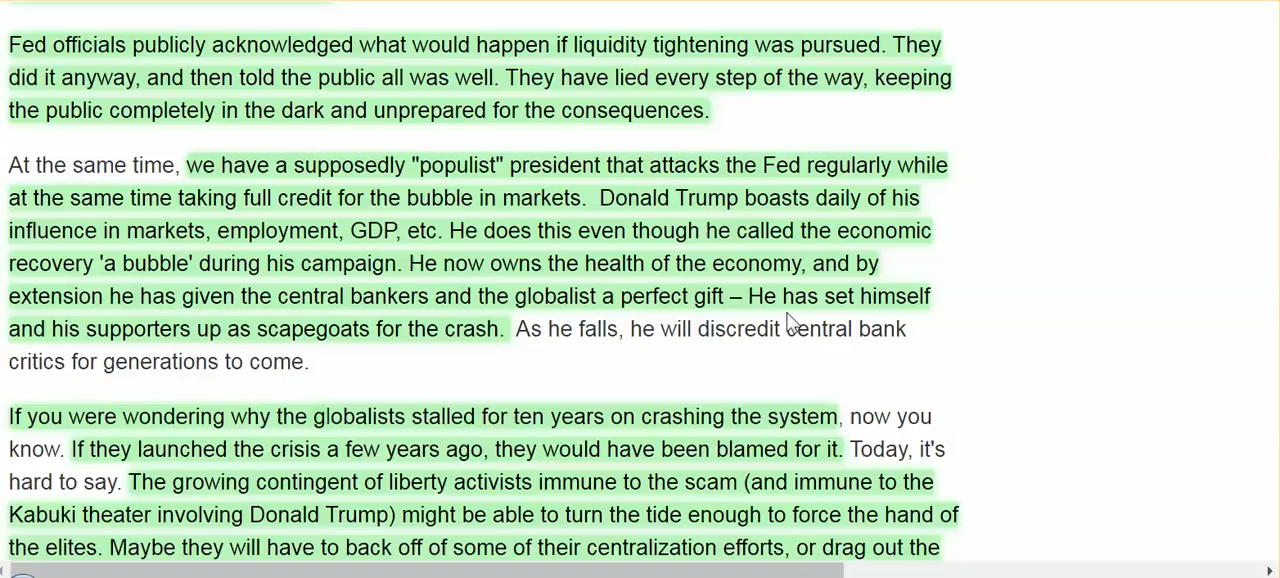 Fed officials publicly acknowledged what would happen if liquidity tightening was pursued. They
did it anyway, and then told the public all was well. They have lied every step of the way, keeping
the public completely in the dark and unprepared for the consequences.
At the same time, we have a supposedly "populist" president that attacks the Fed regularly while
at the same time taking full credit for the bubble in markets.  Donald Trump boasts daily of his
influence in markets, employment, GDP, etc. He does this even though he called the economic
recovery 'a bubble' during his campaign. He now owns the health of the economy, and by
extension he has given the central bankers and the globalist a perfect gift – He has set himself
and his supporters up as scapegoats for the crash.  As he falls, he will discredit central bank
critics for generations to come.
If you were wondering why the globalists stalled for ten years on crashing the system, now you
know. If they launched the crisis a few years ago, they would have been blamed for it. Today, it's
hard to say. The growing contingent of liberty activists immune to the scam (and immune to the
Kabuki theater involving Donald Trump) might be able to turn the tide enough to force the hand of
the elites. Maybe they will have to back off of some of their centralization efforts, or drag out the